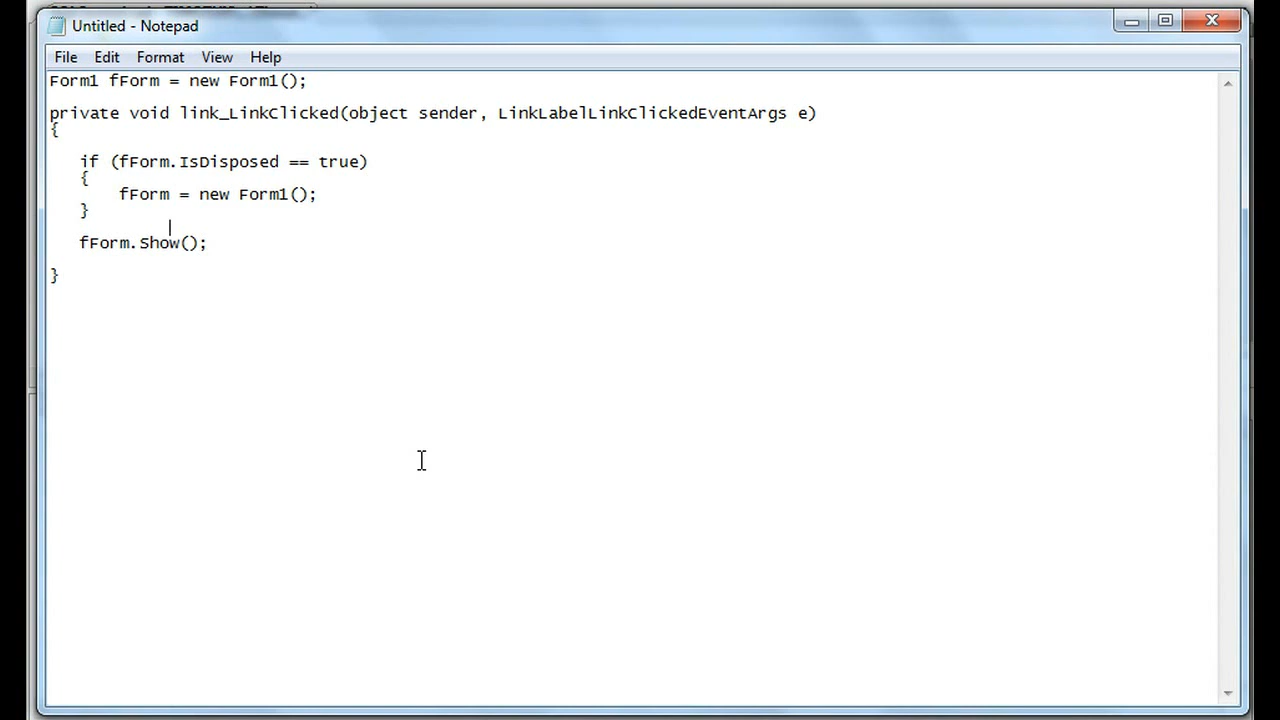 Untitled - Notepad
File Edit Format View Help
Form1 fForm = new Form1();
private void link_LinkClicked(object sender, LinkLabelLinkClickedEventArgs e)
{
if (fForm.IsDisposed == true)
{
fForm = new Form1();
}
fForm.Show();
}